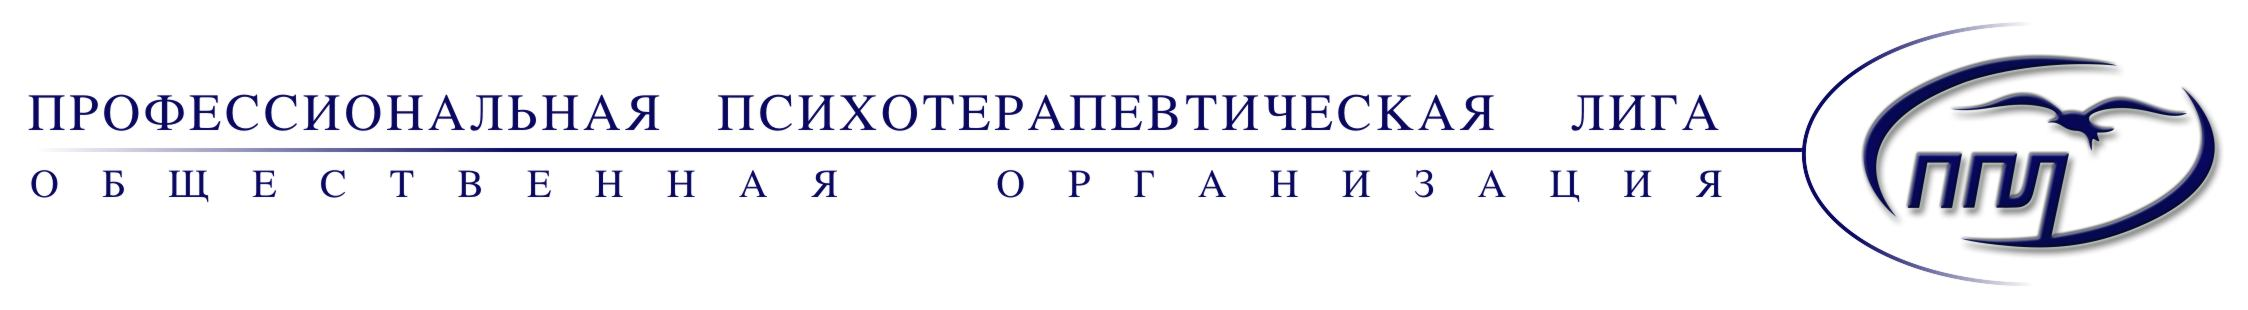 ПРОФЕССИОНАЛЬНАЯ ПСИХОТЕРАПЕВТИЧЕСКАЯ ЛИГА
ОБЩЕСТВЕННАЯ ОРГАНИЗАЦИЯ
ППЛ